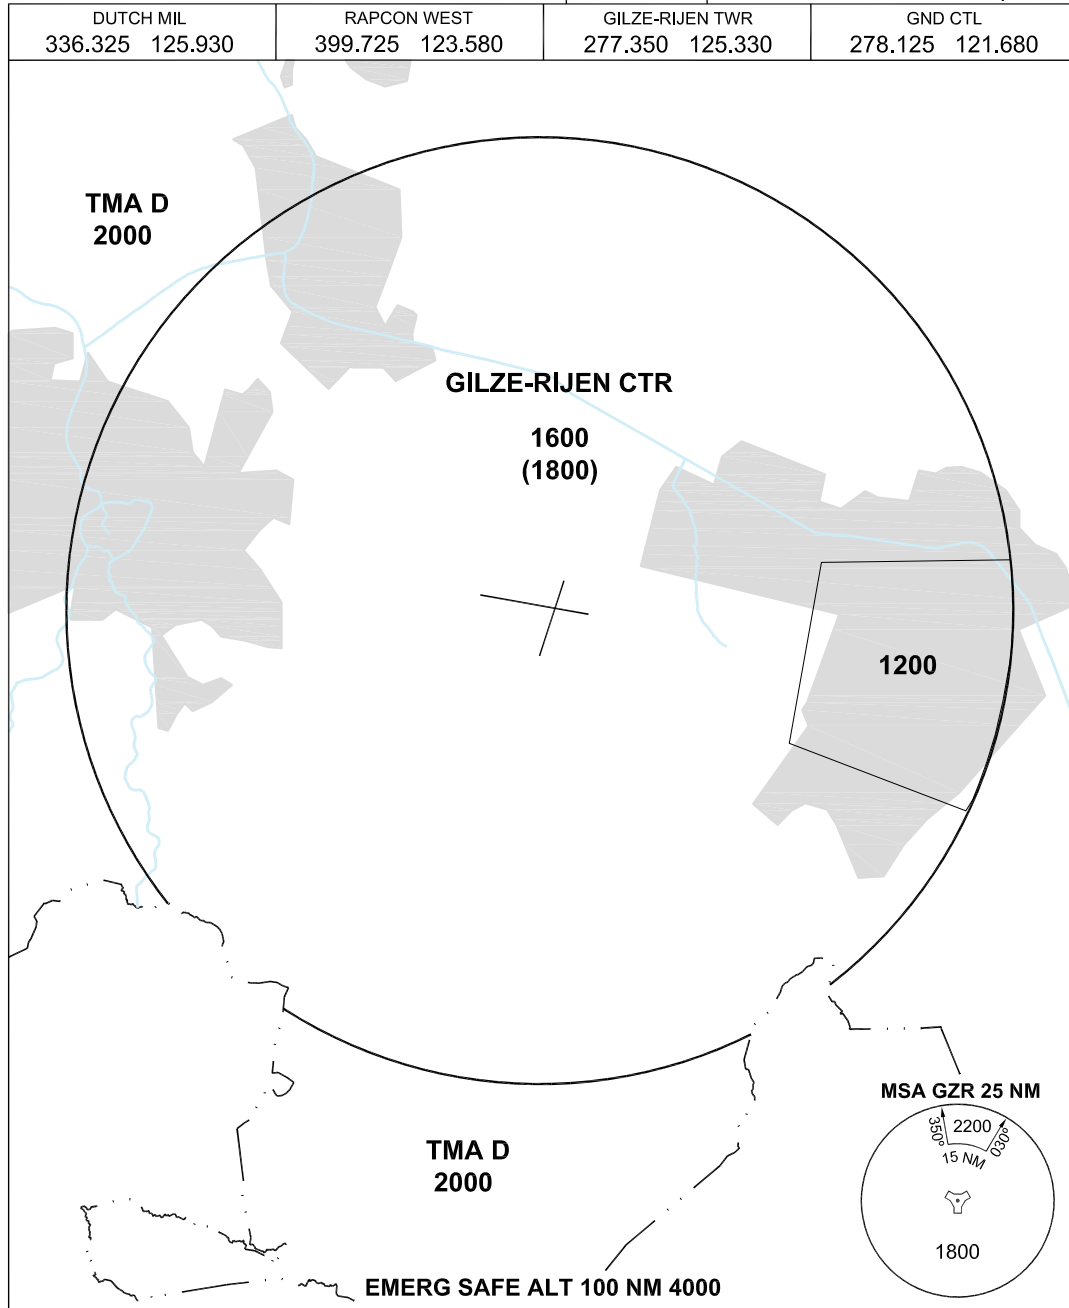 DUTCH MIL
336.325 125.930
RAPCON WEST
399.725 123.580
GILZE-RIJEN TWR
277.350 125.330
GND CTL
278.125 121.680
TMA D
2000
GILZE-RIJEN CTR
1600
(1800)
1200
MSA GZR 25 NM
350°
2200
030°
15 NM
1800
TMA D
2000
EMERG SAFE ALT 100 NM 4000